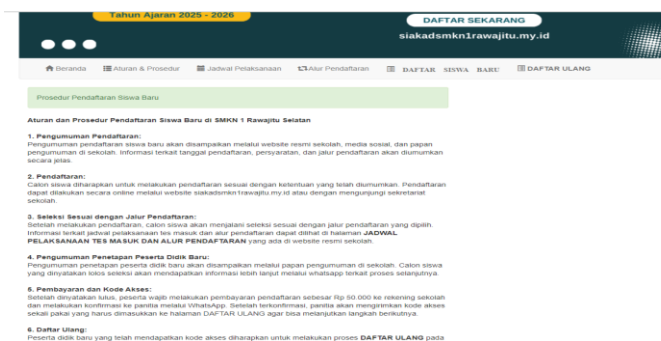 Tahun Ajaran 2025 - 2026
DAFTAR SEKARANG
siakadsmkn1rawajitu.my.id
Beranda Aturan & Prosedur Jadwal Pelaksanaan Alur Pendaftaran DAFTAR SISWA BARU DAFTAR ULANG
Prosedur Pendaftaran Siswa Baru
Aturan dan Prosedur Pendaftaran Siswa Baru di SMKN 1 Rawajitu Selatan
1. Pengumuman Pendaftaran:
Pengumuman pendaftaran siswa baru akan disampaikan melalui website resmi sekolah, media sosial, dan papan
pengumuman di sekolah. Informasi terkait tanggal pendaftaran, persyaratan, dan jalur pendaftaran akan diumumkan
secara jelas.
2. Pendaftaran:
Calon siswa diharapkan untuk melakukan pendaftaran sesuai dengan ketentuan yang telah diumumkan. Pendaftaran
dapat dilakukan secara online melalui website siakadsmkn1rawajitu.my.id atau dengan mengunjungi sekretariat
sekolah.
3. Seleksi Sesuai dengan Jalur Pendaftaran:
Setelah melakukan pendaftaran, calon siswa akan menjalani seleksi sesuai dengan jalur pendaftaran yang dipilih.
Informasi terkait jadwal pelaksanaan tes masuk dan alur pendaftaran dapat dilihat di halaman JADWAL
PELAKSANAAN TES MASUK DAN ALUR PENDAFTARAN yang ada di website resmi sekolah.
4. Pengumuman Penetapan Peserta Didik Baru:
Pengumuman penetapan peserta didik baru akan disampaikan melalui papan pengumuman di sekolah. Calon siswa
yang dinyatakan lolos seleksi akan mendapatkan informasi lebih lanjut melalui whatsapp terkait proses selanjutnya.
5. Pembayaran dan Kode Akses:
Setelah dinyatakan lulus, peserta wajib melakukan pembayaran pendaftaran sebesar Rp 50.000 ke rekening sekolah
dan melakukan konfirmasi ke panitia melalui WhatsApp. Setelah terkonfirmasi, panitia akan mengirimkan kode akses
sekali pakai yang harus dimasukkan ke halaman DAFTAR ULANG agar bisa melanjutkan langkah berikutnya.
6. Daftar Ulang:
Peserta didik baru yang telah mendapatkan kode akses diharapkan untuk melakukan proses DAFTAR ULANG pada